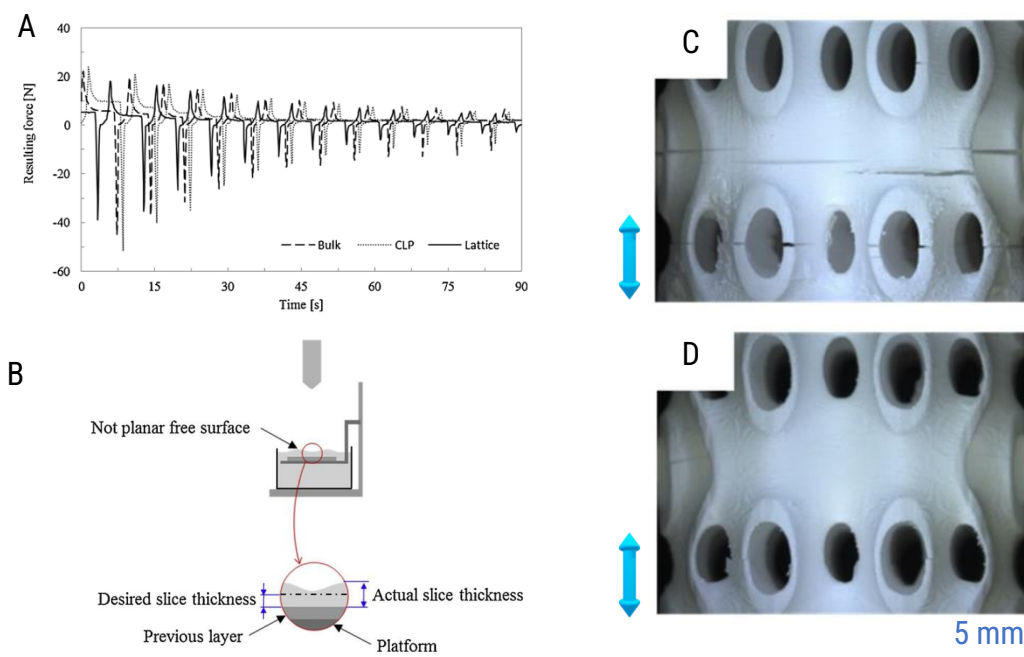 A
40
20
0
-20
-40
-60
Resulting force [N]
Bulk
CLP
Lattice
0
15
30
45
60
75
90
Time [s]
B
Not planar free surface
Desired slice thickness
Actual slice thickness
Previous layer
Platform
C
D
5 mm